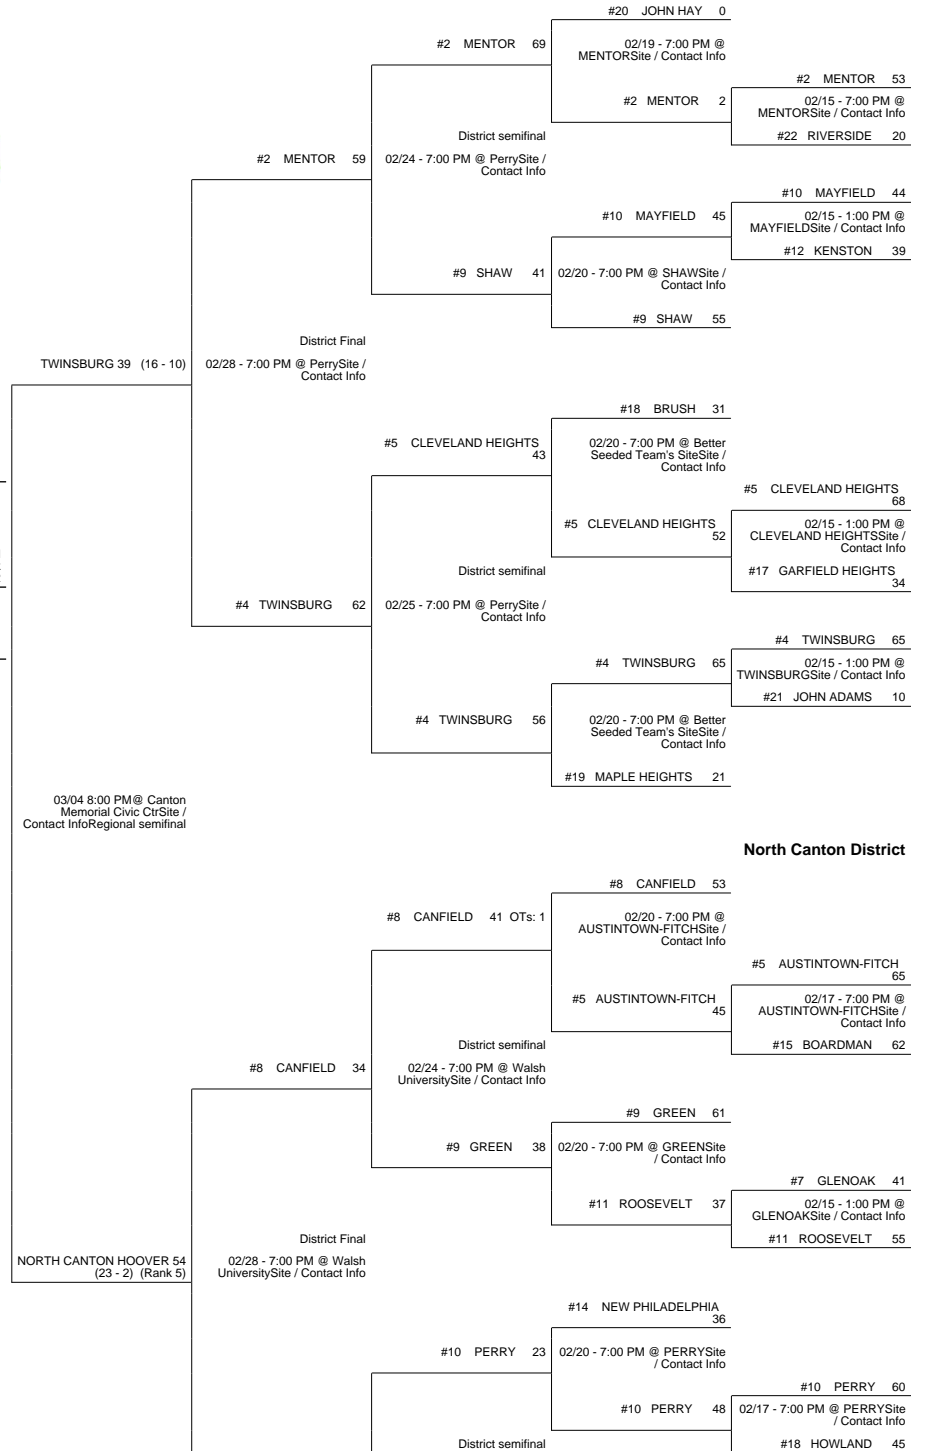 #20 JOHN HAY 0
#2 MENTOR 69
02/19 - 7:00 PM @
MENTORSite / Contact Info
#2 MENTOR 53
#2 MENTOR 2
02/15 - 7:00 PM @
MENTORSite / Contact Info
#22 RIVERSIDE 20
District semifinal
#2 MENTOR 59
02/24 - 7:00 PM @ PerrySite /
Contact Info
#10 MAYFIELD 44
#10 MAYFIELD 45
02/15 - 1:00 PM @
MAYFIELDSite / Contact Info
#12 KENSTON 39
#9 SHAW 41
02/20 - 7:00 PM @ SHAWSite /
Contact Info
#9 SHAW 55
District Final
TWINSBURG 39 (16 - 10)
02/28 - 7:00 PM @ PerrySite /
Contact Info
#18 BRUSH 31
#5 CLEVELAND HEIGHTS
43
02/20 - 7:00 PM @ Better
Seeded Team's SiteSite /
Contact Info
#5 CLEVELAND HEIGHTS
68
#5 CLEVELAND HEIGHTS
52
02/15 - 1:00 PM @
CLEVELAND HEIGHTSSite /
Contact Info
#17 GARFIELD HEIGHTS
34
District semifinal
#4 TWINSBURG 62
02/25 - 7:00 PM @ PerrySite /
Contact Info
#4 TWINSBURG 65
#4 TWINSBURG 65
02/15 - 1:00 PM @
TWINSBURGSite / Contact Info
#21 JOHN ADAMS 10
#4 TWINSBURG 56
02/20 - 7:00 PM @ Better
Seeded Team's SiteSite /
Contact Info
#19 MAPLE HEIGHTS 21
03/04 8:00 PM@ Canton
Memorial Civic CtrSite /
Contact InfoRegional semifinal
North Canton District
#8 CANFIELD 53
#8 CANFIELD 41 OTs: 1
02/20 - 7:00 PM @
AUSTINTOWN-FITCHSite /
Contact Info
#5 AUSTINTOWN-FITCH
65
#5 AUSTINTOWN-FITCH
45
02/17 - 7:00 PM @
AUSTINTOWN-FITCHSite /
Contact Info
#15 BOARDMAN 62
District semifinal
#8 CANFIELD 34
02/24 - 7:00 PM @ Walsh
UniversitySite / Contact Info
#9 GREEN 61
#9 GREEN 38
02/20 - 7:00 PM @ GREENSite
/ Contact Info
#7 GLENOAK 41
#11 ROOSEVELT 37
02/15 - 1:00 PM @
GLENOAKSite / Contact Info
#11 ROOSEVELT 55
District Final
NORTH CANTON HOOVER 54
(23 - 2) (Rank 5)
02/28 - 7:00 PM @ Walsh
UniversitySite / Contact Info
#14 NEW PHILADELPHIA
36
#10 PERRY 23
02/20 - 7:00 PM @ PERRYSite
/ Contact Info
#10 PERRY 60
#10 PERRY 48
02/17 - 7:00 PM @ PERRYSite
/ Contact Info
#18 HOWLAND 45
District semifinal